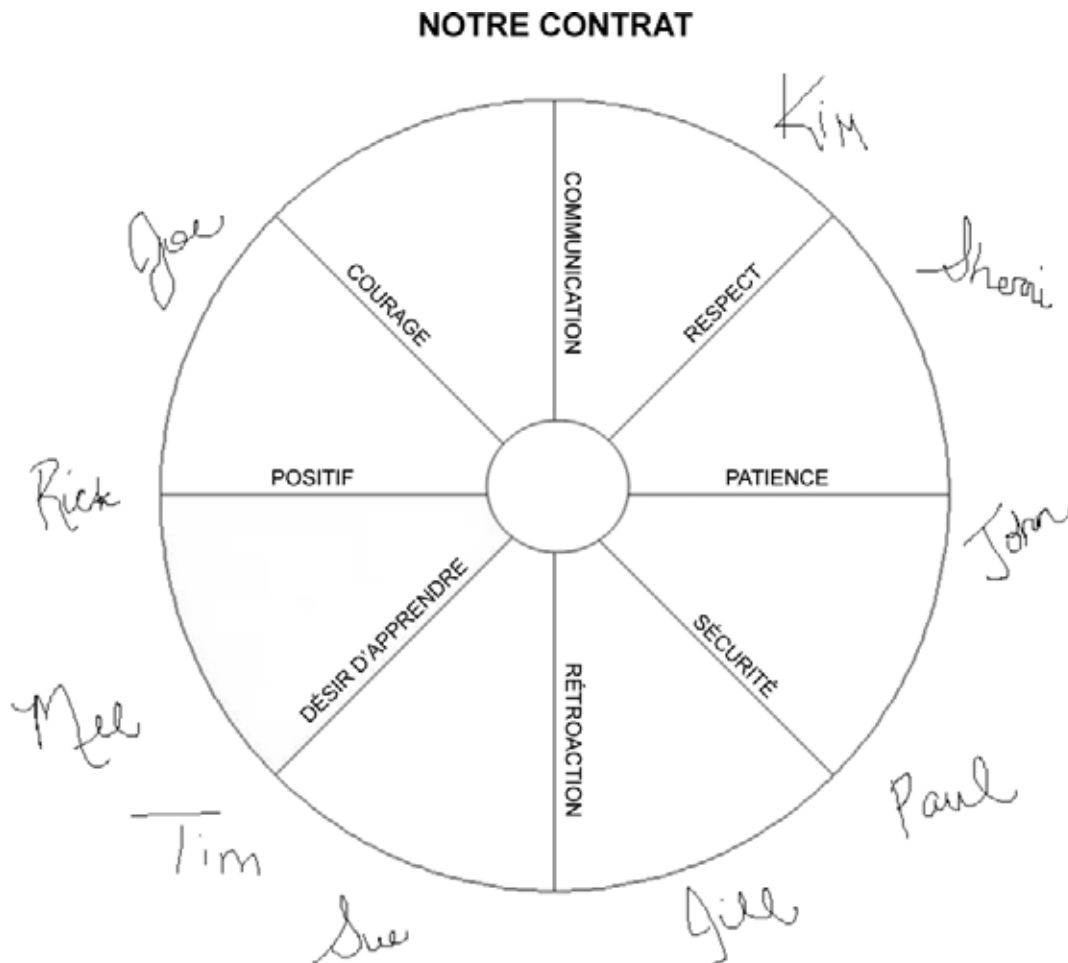 NOTRE CONTRAT
Kim
Joe
Sherri
COMMUNICATION
COURAGE
RESPECT
Rick
POSITIF
PATIENCE
John
DÉSIR D'APPRENDRE
SÉCURITÉ
RÉTROACTION
Paul
Tim
Sue
Jill